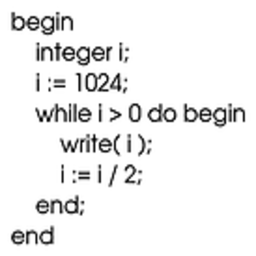 begin
integer i;
i := 1024;
while i > 0 do begin
write( i );
i := i / 2;
end;
end